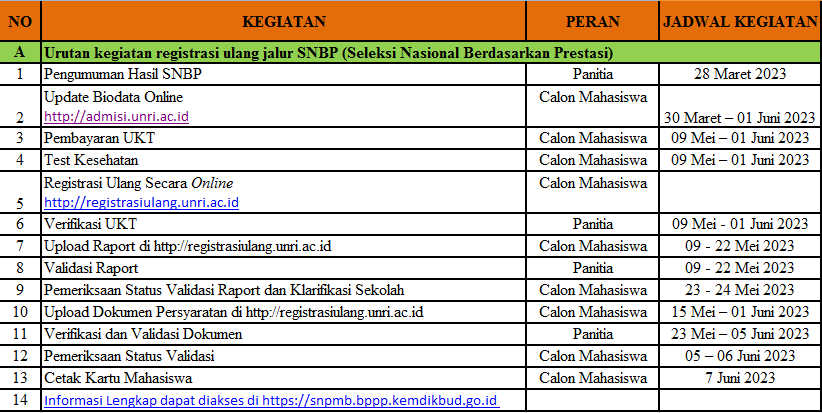 NO KEGIATAN PERAN JADWAL KEGIATAN
A Urutan kegiatan registrasi ulang jalur SNBP (Seleksi Nasional Berdasarkan Prestasi)
1 Pengumuman Hasil SNBP Panitia 28 Maret 2023
Update Biodata Online Calon Mahasiswa
2 http://admisi.unri.ac.id 30 Maret – 01 Juni 2023
3 Pembayaran UKT Calon Mahasiswa 09 Mei – 01 Juni 2023
4 Test Kesehatan Calon Mahasiswa 09 Mei – 01 Juni 2023
Registrasi Ulang Secara Online Calon Mahasiswa
5 http://registrasiulang.unri.ac.id
6 Verifikasi UKT Panitia 09 Mei - 01 Juni 2023
7 Upload Raport di http://registrasiulang.unri.ac.id Calon Mahasiswa 09 - 22 Mei 2023
8 Validasi Raport Panitia 09 - 22 Mei 2023
9 Pemeriksaan Status Validasi Raport dan Klarifikasi Sekolah Calon Mahasiswa 23 - 24 Mei 2023
10 Upload Dokumen Persyaratan di http://registrasiulang.unri.ac.id Calon Mahasiswa 15 Mei – 01 Juni 2023
11 Verifikasi dan Validasi Dokumen Panitia 23 Mei – 05 Juni 2023
12 Pemeriksaan Status Validasi Calon Mahasiswa 05 – 06 Juni 2023
13 Cetak Kartu Mahasiswa Calon Mahasiswa 7 Juni 2023
14 Informasi Lengkap dapat diakses di https://snpmb.bppp.kemdikbud.go.id